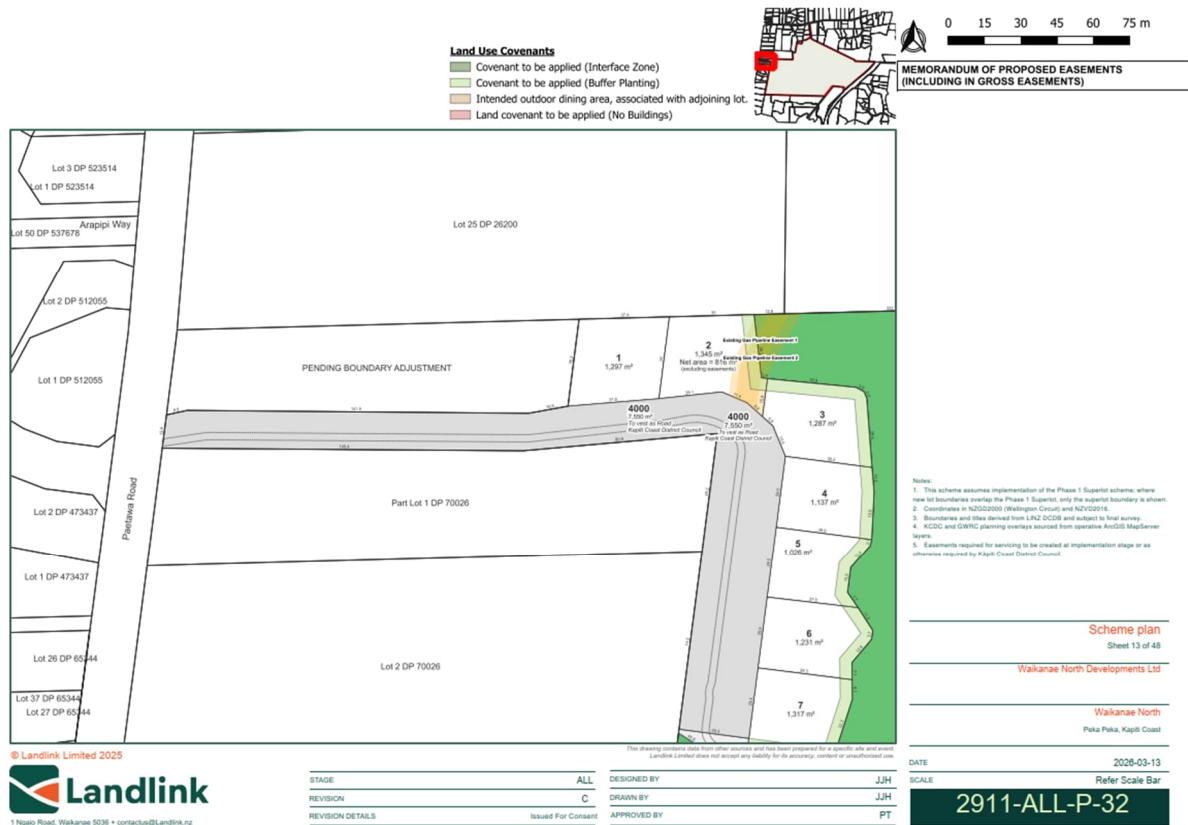 Land Use Covenants
Covenant to be applied (Interface Zone)
Covenant to be applied (Buffer Planting)
Intended outdoor dining area, associated with adjoining lot.
Land covenant to be applied (No Buildings)
0 15 30 45 60 75 m
MEMORANDUM OF PROPOSED EASEMENTS
(INCLUDING IN GROSS EASEMENTS)
Lot 3 DP 523514
Lot 1 DP 523514
Arapipi Way
Lot 50 DP 537678
Lot 2 DP 512055
Lot 1 DP 512055
Lot 2 DP 473437
Lot 1 DP 473437
Lot 26 DP 65344
Lot 37 DP 65344
Lot 27 DP 65344
Paetawa Road
Lot 25 DP 26200
PENDING BOUNDARY ADJUSTMENT
1
1,297 m²
2
1,345 m²
Net area = 816 m²
(excluding easements)
Existing Gas Pipeline Easement 1
Existing Gas Pipeline Easement 2
4000
7,550 m²
To vest as Road
Kapiti Coast District Council
4000
7,550 m²
To vest as Road
Kapiti Coast District Council
3
1,287 m²
4
1,137 m²
5
1,026 m²
6
1,231 m²
7
1,317 m²
Part Lot 1 DP 70026
Lot 2 DP 70026
Notes:
1. This scheme assumes implementation of the Phase 1 Superlot scheme; where
new lot boundaries overlap the Phase 1 Superlot, only the superlot boundary is shown.
2. Coordinates in NZGD2000 (Wellington Circuit) and NZVD2016.
3. Boundaries and titles derived from LINZ DCDB and subject to final survey.
4. KCDC and GWRC planning overlays sourced from operative ArcGIS MapServer
layers.
5. Easements required for servicing to be created at implementation stage or as
otherwise required by Kāpiti Coast District Council.
Scheme plan
Sheet 13 of 48
Waikanae North Developments Ltd
Waikanae North
Peka Peka, Kapiti Coast
DATE 2026-03-13
SCALE Refer Scale Bar
2911-ALL-P-32
© Landlink Limited 2025
This drawing contains data from other sources and has been prepared for a specific site and event.
Landlink Limited does not accept any liability for its accuracy, content or unauthorised use.
Landlink
1 Ngaio Road, Waikanae 5036 + contactus@Landlink.nz
STAGE ALL
REVISION C
REVISION DETAILS Issued For Consent
DESIGNED BY JJH
DRAWN BY JJH
APPROVED BY PT